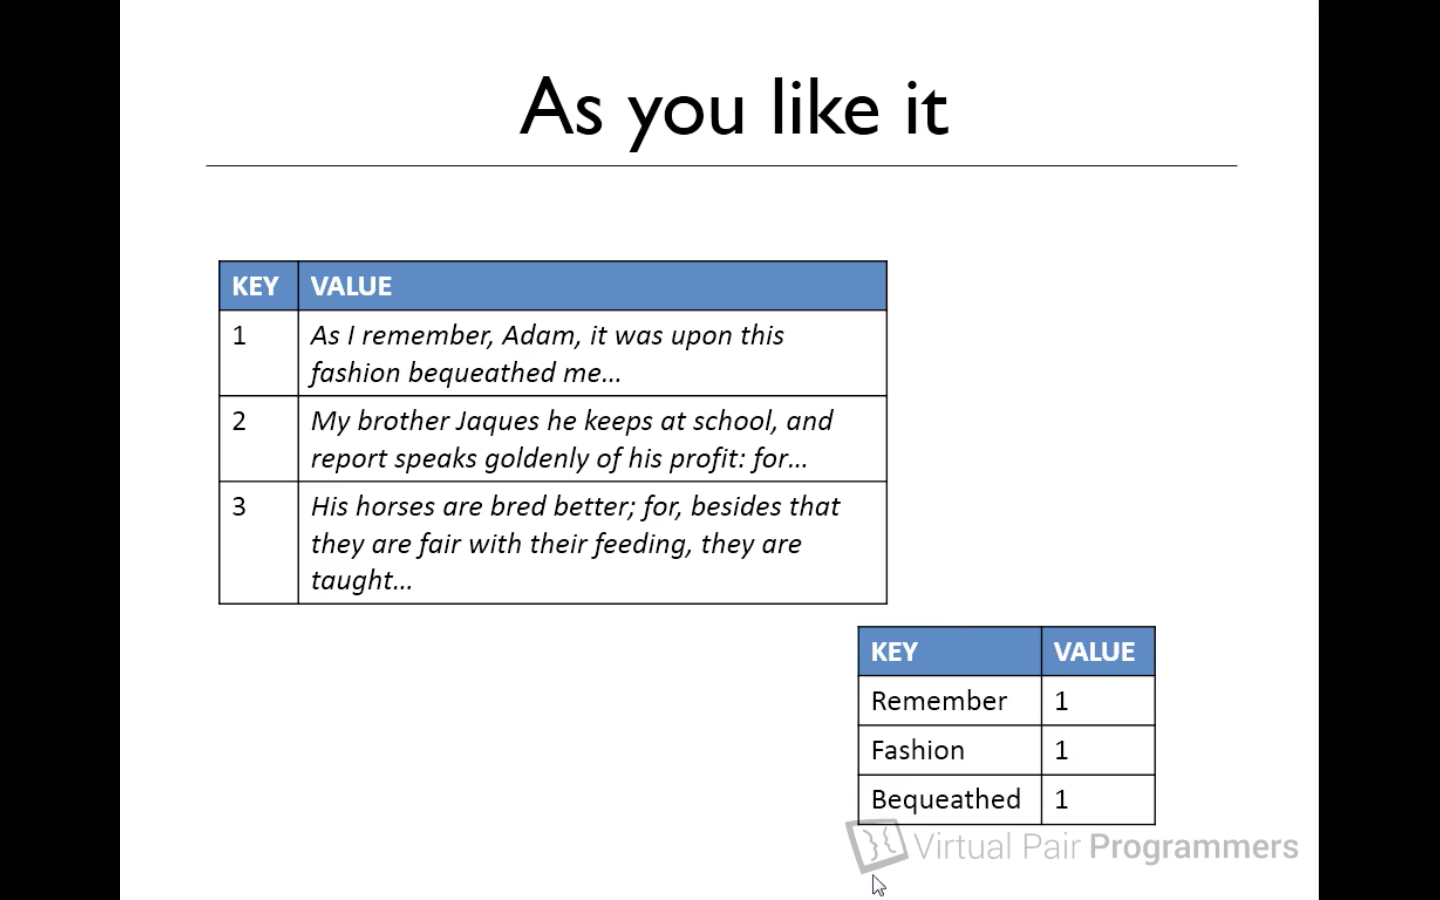 As you like it
KEY VALUE
1 As I remember, Adam, it was upon this
fashion bequeathed me...
2 My brother Jaques he keeps at school, and
report speaks goldenly of his profit: for...
3 His horses are bred better; for, besides that
they are fair with their feeding, they are
taught...
KEY VALUE
Remember 1
Fashion 1
Bequeathed 1
Virtual Pair Programmers